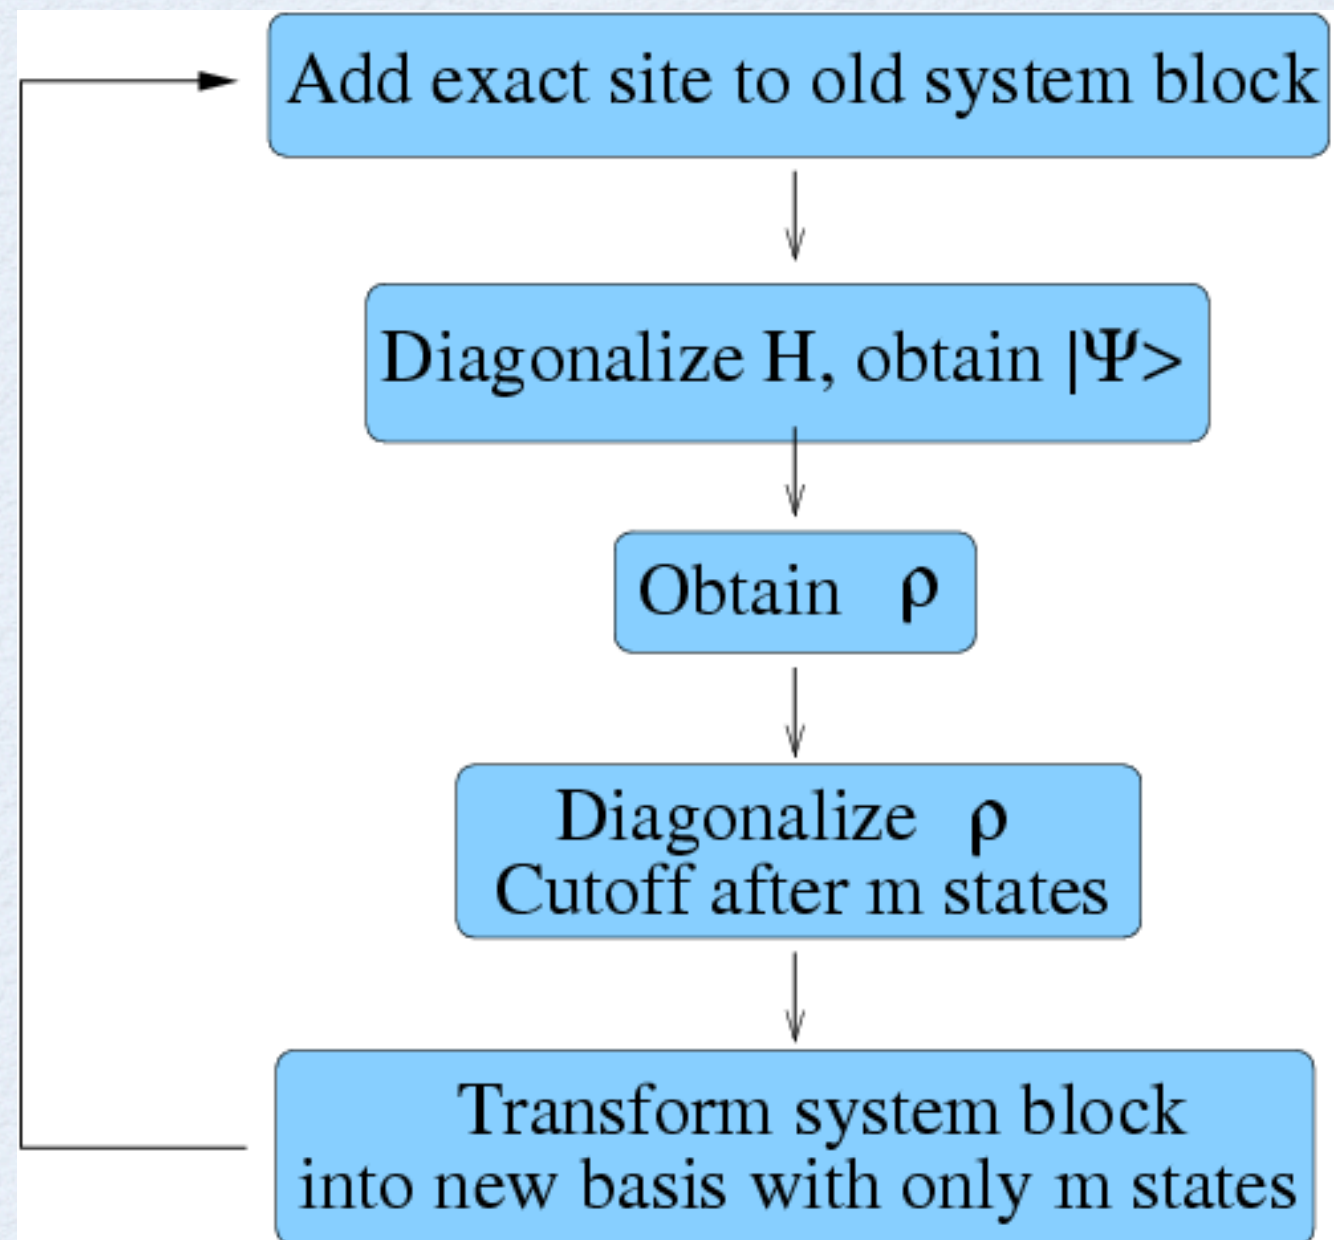 Add exact site to old system block
Diagonalize H, obtain |Ψ>
Obtain ρ
Diagonalize ρ
Cutoff after m states
Transform system block
into new basis with only m states